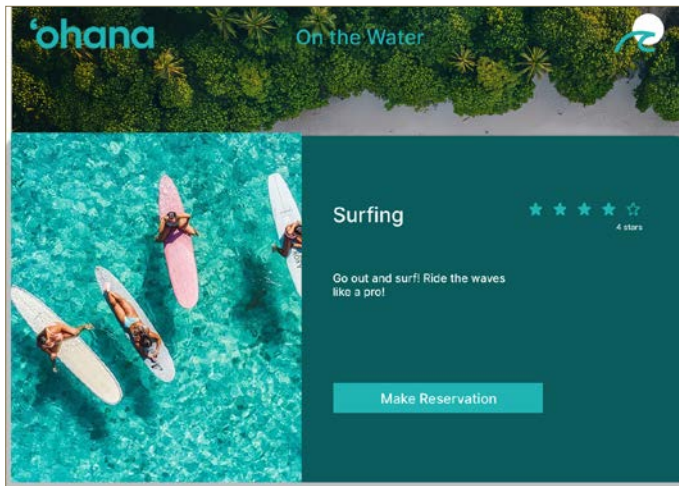 ‘ohana
On the Water
Surfing
4 stars
Go out and surf! Ride the waves
like a pro!
Make Reservation